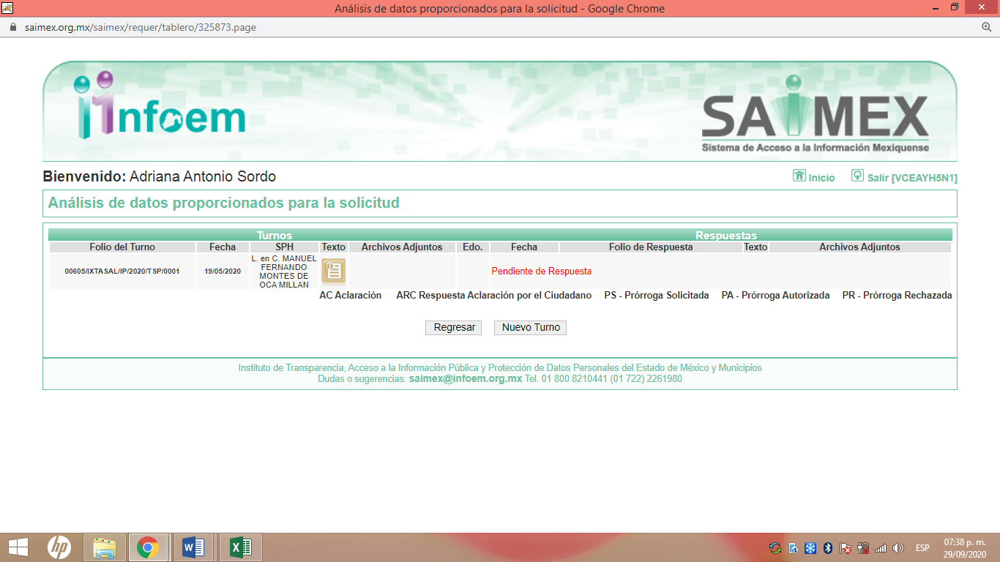 Análisis de datos proporcionados para la solicitud - Google Chrome
saimex.org.mx/saimex/requer/tablero/325873.page
infoem
SAIMEX
Sistema de Acceso a la Información Mexiquense
Bienvenido: Adriana Antonio Sordo
Inicio Salir [VCEAYH5N1]
Análisis de datos proporcionados para la solicitud
Turnos Respuestas
Folio del Turno Fecha SPH Texto Archivos Adjuntos Edo. Fecha Folio de Respuesta Texto Archivos Adjuntos
00605/IXTASAL/IP/2020/TSP/0001 19/05/2020 L. en C. MANUEL
FERNANDO
MONTES DE
OCA MILLAN
Pendiente de Respuesta
AC Aclaración ARC Respuesta Aclaración por el Ciudadano PS - Prórroga Solicitada PA - Prórroga Autorizada PR - Prórroga Rechazada
Regresar Nuevo Turno
Instituto de Transparencia, Acceso a la Información Pública y Protección de Datos Personales del Estado de México y Municipios
Dudas o sugerencias: saimex@infoem.org.mx Tel. 01 800 8210441 (01 722) 2261980
hp
ESP
07:38 p. m.
29/09/2020